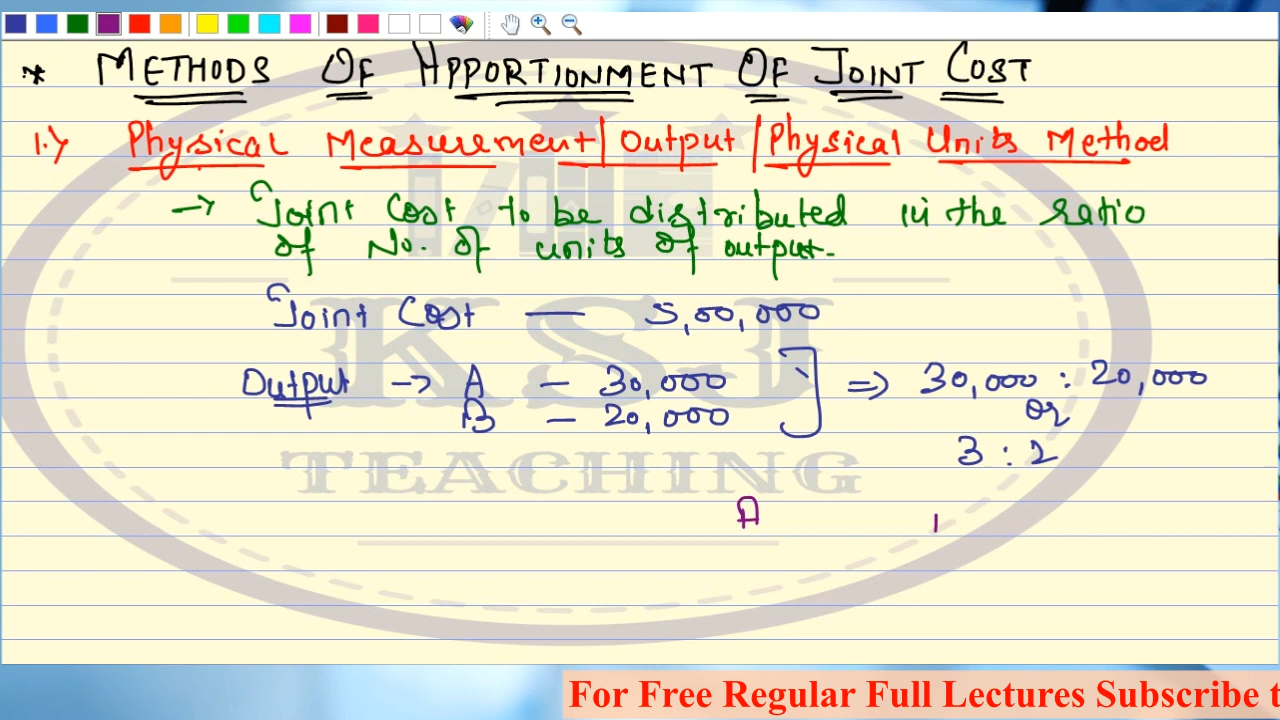 * METHODS OF APPORTIONMENT OF JOINT COST
1.) Physical Measurement/Output/Physical Units Method
→ Joint Cost to be distributed in the ratio
of No. of units of output.
Joint Cost — 5,00,000
Output → A — 30,000 ⇒ 30,000 : 20,000
B — 20,000 or
3 : 2
A
KSJ
TEACHING
For Free Regular Full Lectures Subscribe t